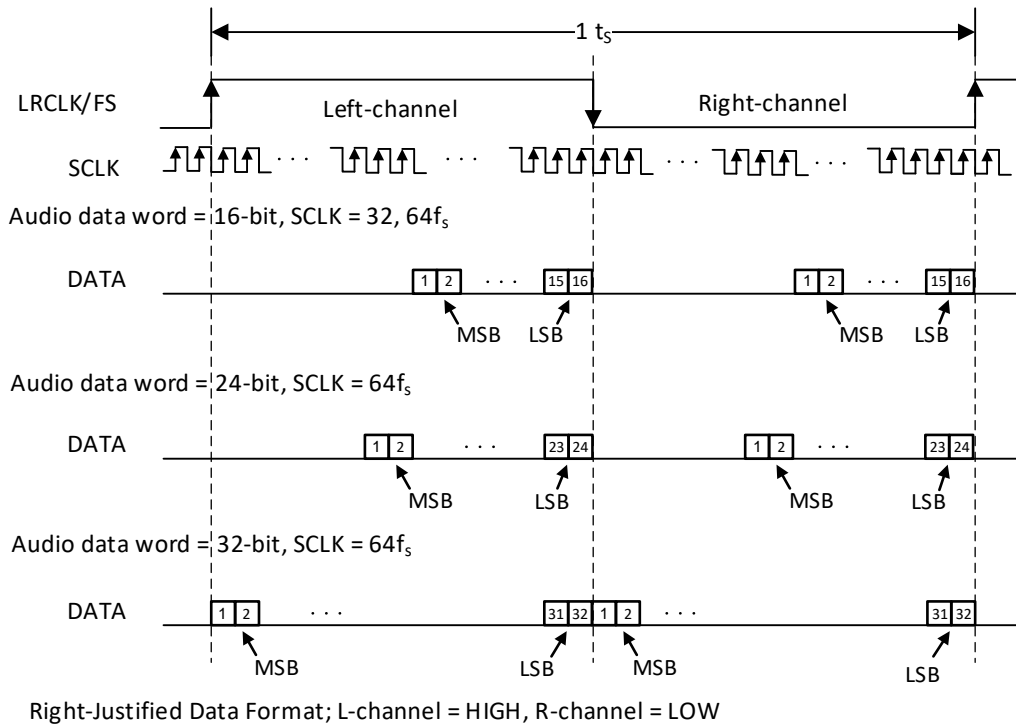 1 tS
LRCLK/FS
Left-channel
Right-channel
SCLK
. . .
. . .
. . .
. . .
Audio data word = 16-bit, SCLK = 32, 64fs
DATA
1 2 . . . 15 16
1 2 . . . 15 16
MSB
LSB
MSB
LSB
Audio data word = 24-bit, SCLK = 64fs
DATA
1 2 . . . 23 24
1 2 . . . 23 24
MSB
LSB
MSB
LSB
Audio data word = 32-bit, SCLK = 64fs
DATA
1 2 . . . 31 32
1 2 . . . 31 32
MSB
LSB
MSB
LSB
Right-Justified Data Format; L-channel = HIGH, R-channel = LOW